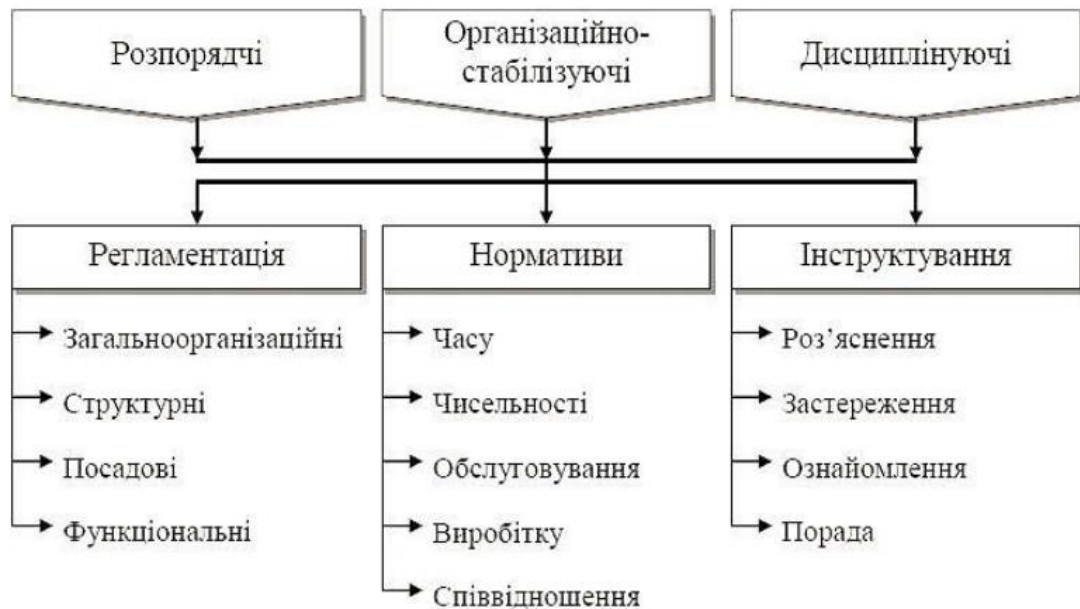 Розпорядчі
Організаційно-
стабілізуючі
Дисциплінуючі
Регламентація
Нормативи
Інструктування
Загальноорганізаційні
Структурні
Посадові
Функціональні
Часу
Чисельності
Обслуговування
Виробітку
Співвідношення
Роз’яснення
Застереження
Ознайомлення
Порада